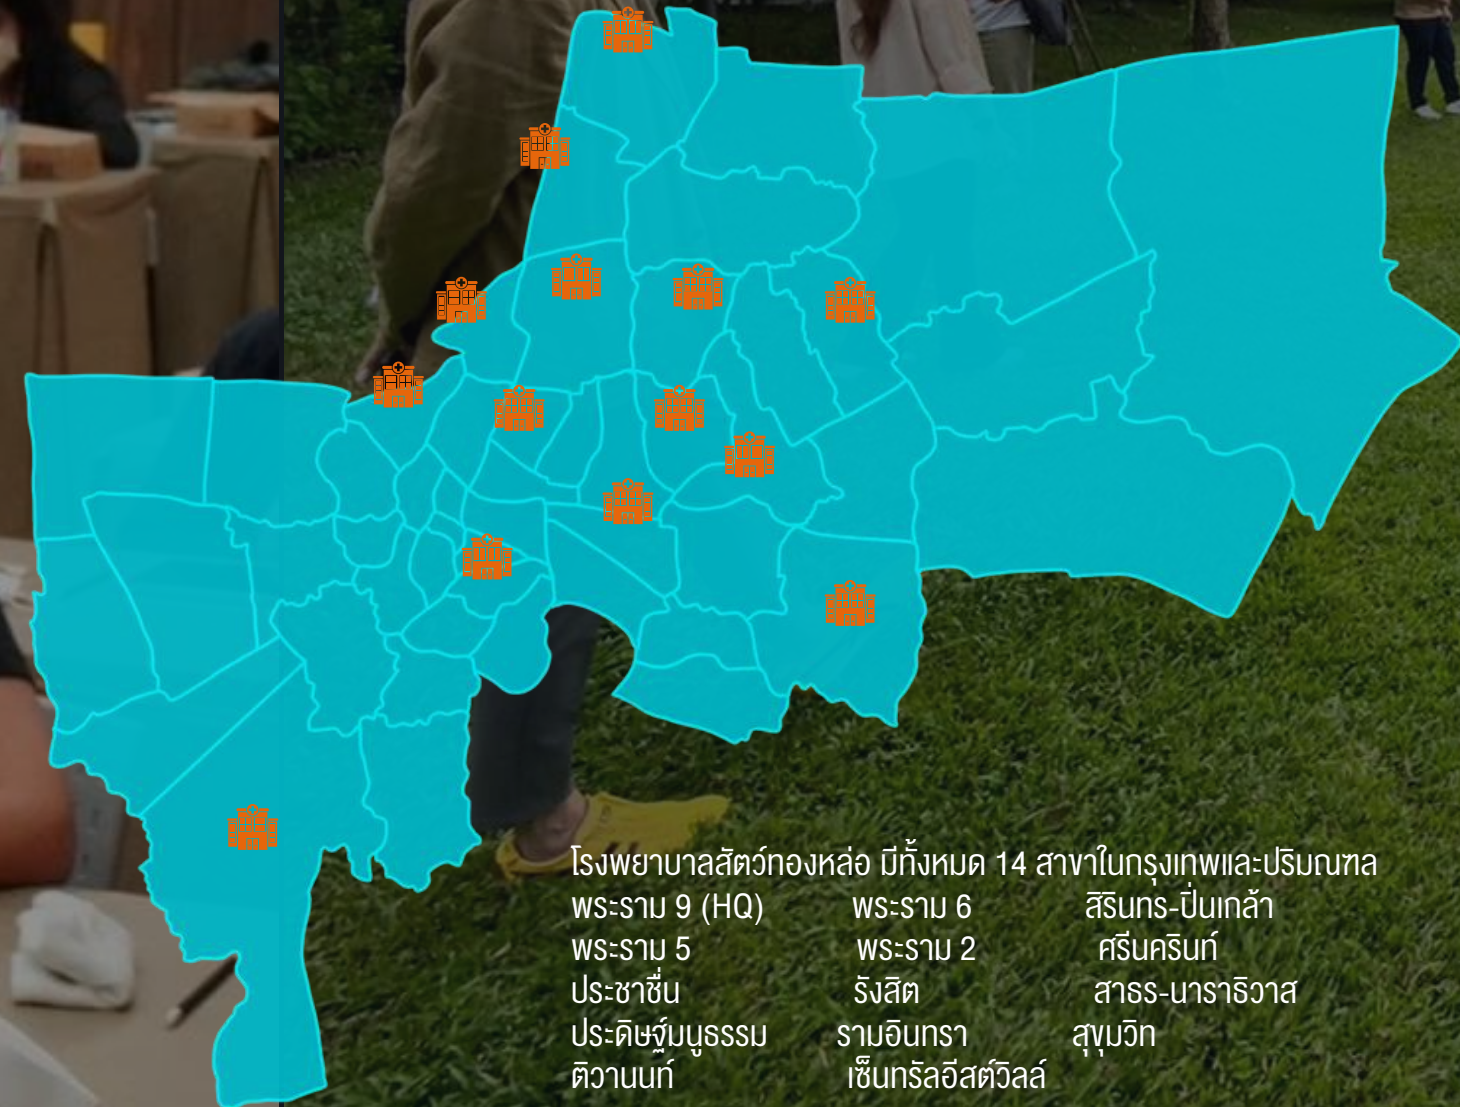 โรงพยาบาลสัตว์ทองหล่อ มีทั้งหมด 14 สาขาในกรุงเทพและปริมณฑล
พระราม 9 (HQ) พระราม 6 สิรินทร-ปิ่นเกล้า
พระราม 5 พระราม 2 ศรีนครินท์
ประชาชื่น รังสิต สาธร-นาราธิวาส
ประดิษฐ์มนูธรรม รามอินทรา สุขุมวิท
ติวานนท์ เซ็นทรัลอีสต์วิลล์